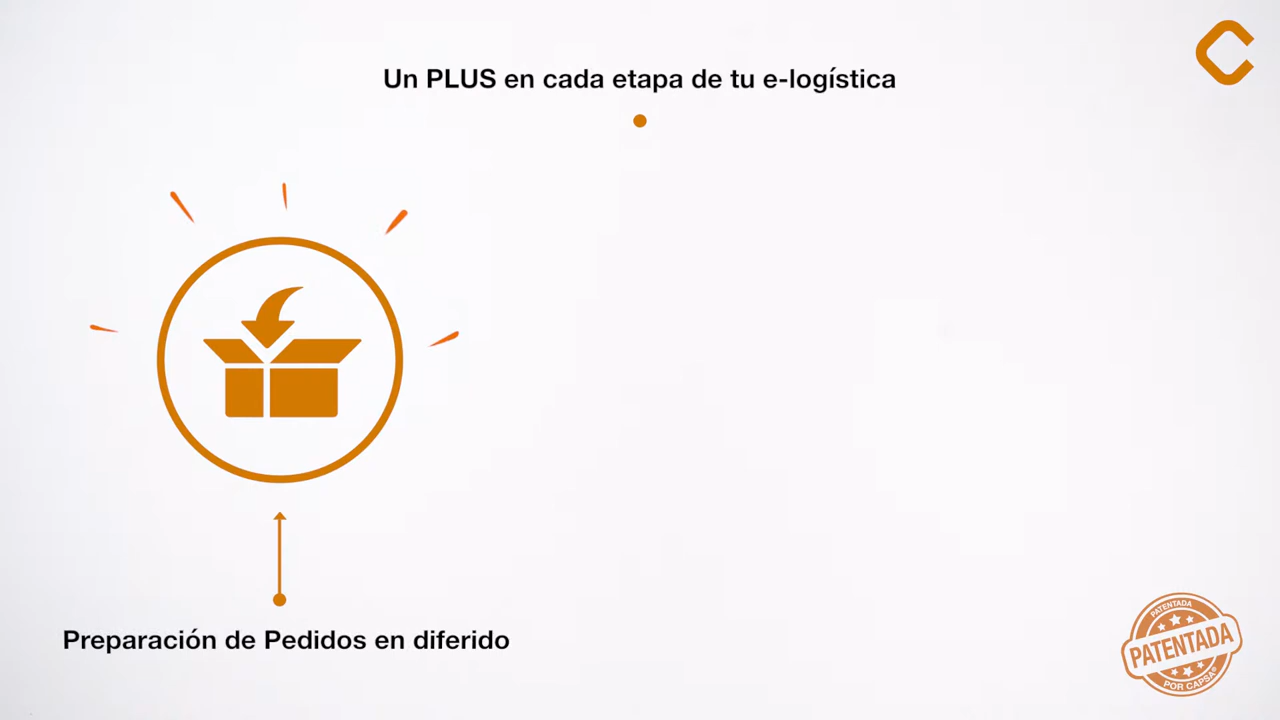 Un PLUS en cada etapa de tu e-logística
Preparación de Pedidos en diferido
PATENTADA
PATENTADA
POR CAPSA®